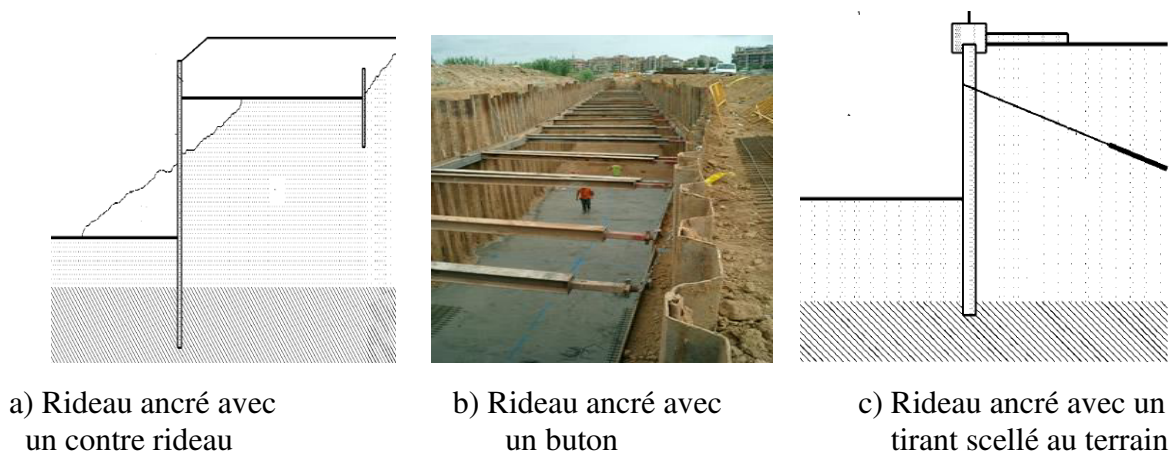 a) Rideau ancré avec
un contre rideau
b) Rideau ancré avec
un buton
c) Rideau ancré avec un
tirant scellé au terrain